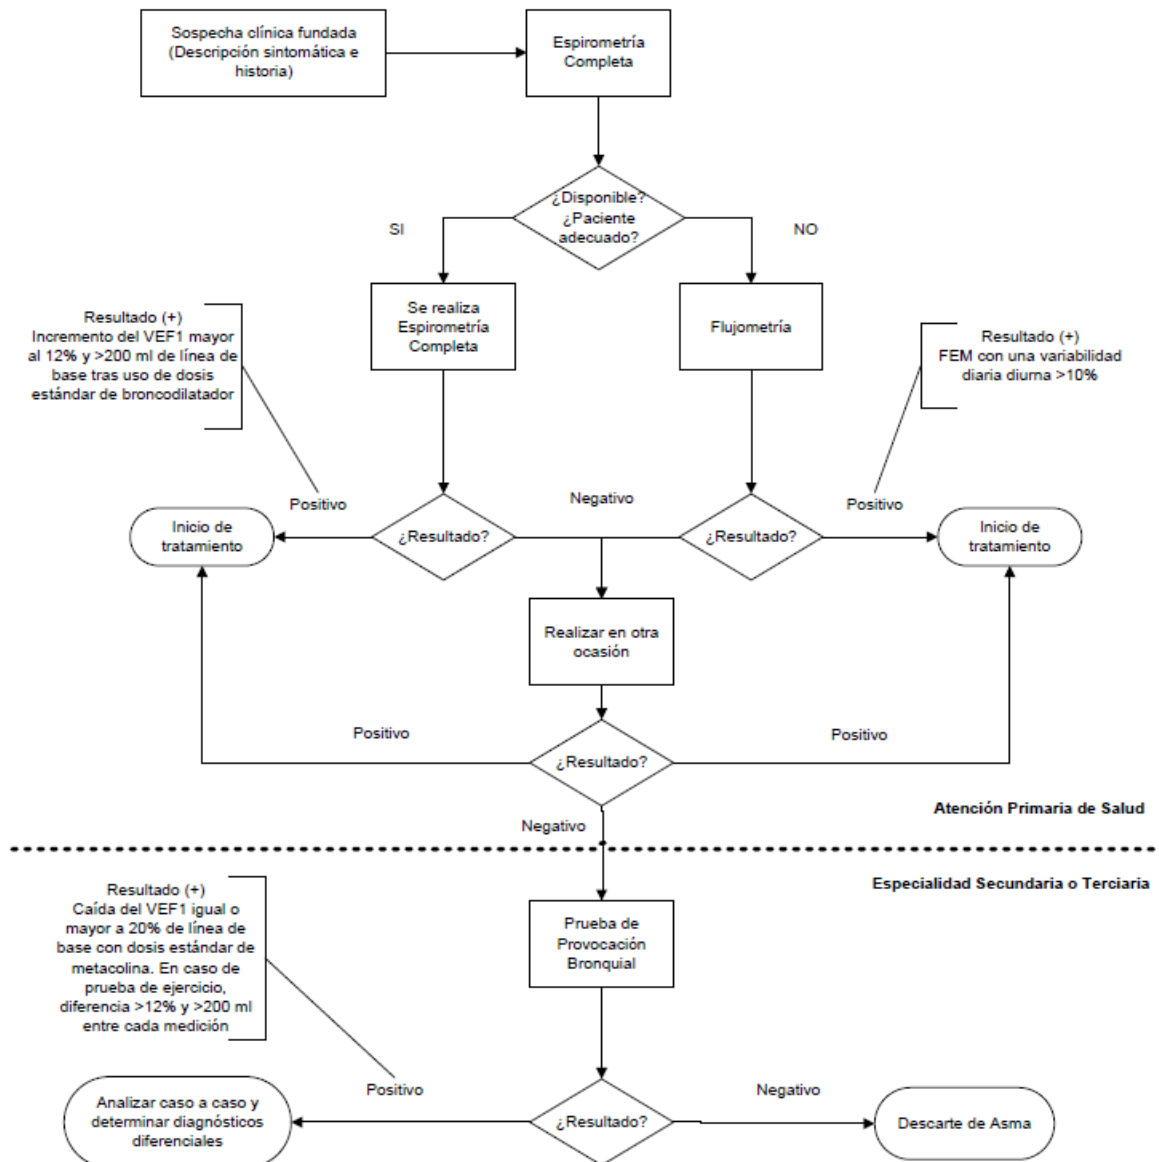 Sospecha clínica fundada
(Descripción sintomática e
historia)
Espirometría
Completa
¿Disponible?
¿Paciente
adecuado?
SI
NO
Resultado (+)
Incremento del VEF1 mayor
al 12% y >200 ml de línea de
base tras uso de dosis
estándar de broncodilatador
Se realiza
Espirometría
Completa
Flujometría
Resultado (+)
FEM con una variabilidad
diaria diurna >10%
Positivo
Negativo
Positivo
Inicio de
tratamiento
¿Resultado?
¿Resultado?
Inicio de
tratamiento
Realizar en otra
ocasión
Positivo
Positivo
¿Resultado?
Atención Primaria de Salud
Negativo
Especialidad Secundaria o Terciaria
Resultado (+)
Caída del VEF1 igual o
mayor a 20% de línea de
base con dosis estándar de
metacolina. En caso de
prueba de ejercicio,
diferencia >12% y >200 ml
entre cada medición
Prueba de
Provocación
Bronquial
Positivo
Negativo
Analizar caso a caso y
determinar diagnósticos
diferenciales
¿Resultado?
Descarte de Asma